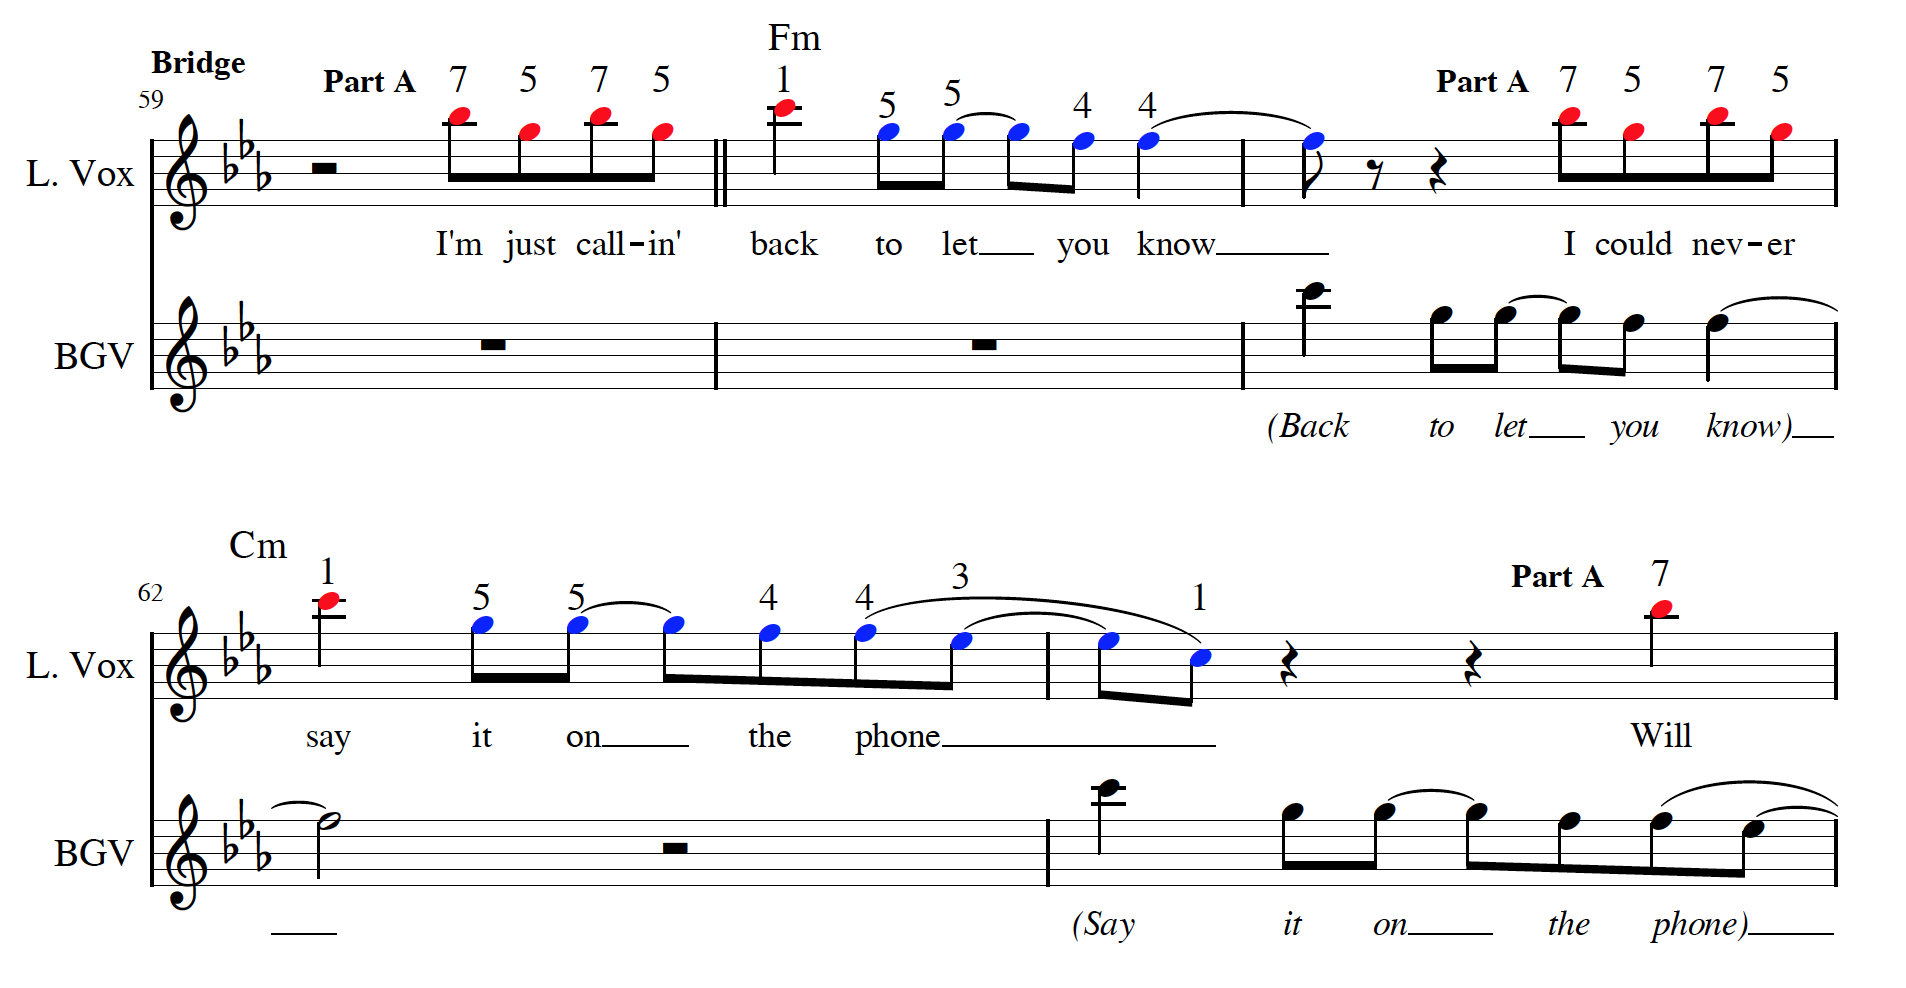 Fm
Bridge
Part A 7 5 7 5 1 5 5 4 4 Part A 7 5 7 5
59
L. Vox
I'm just call-in' back to let you know I could nev-er
BGV
(Back to let you know)
Cm
62 1 5 5 4 4 3 1 Part A 7
L. Vox
say it on the phone Will
BGV
(Say it on the phone)